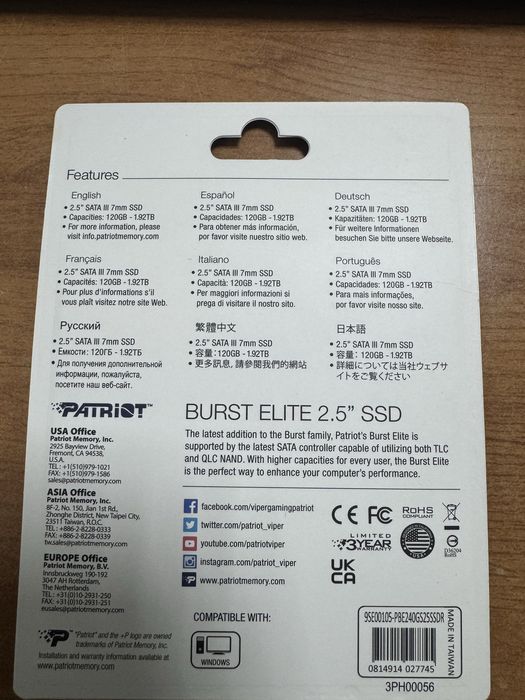 Features
English
• 2.5" SATA III 7mm SSD
• Capacities: 120GB - 1.92TB
• For more information, please
visit info.patriotmemory.com
Español
• 2.5" SATA III 7mm SSD
• Capacidades: 120GB - 1.92TB
• Para obtener más información,
por favor visite nuestro sitio web.
Deutsch
• 2.5" SATA III 7mm SSD
• Kapazitäten: 120GB - 1.92TB
• Für weitere Informationen
besuchen Sie bitte unsere Webseite.
Français
• 2.5" SATA III 7mm SSD
• Capacités: 120GB - 1.92TB
• Pour plus d'informations s'il
vous plaît visitez notre site Web.
Italiano
• 2.5" SATA III 7mm SSD
• Capacità: 120GB - 1.92TB
• Per maggiori informazioni si
prega di visitare il nostro sito.
Português
• 2.5" SATA III 7mm SSD
• Capacidades: 120GB - 1.92TB
• Para mais informações,
por favor visite nosso site.
Русский
• 2.5" SATA III 7mm SSD
• Емкости: 120ГБ - 1.92ТБ
• Для получения дополнительной
информации, пожалуйста,
посетите наш веб-сайт.
繁體中文
• 2.5" SATA III 7mm SSD
• 容量:120GB - 1.92TB
• 更多訊息, 請參閱我們的網站
日本語
• 2.5" SATA III 7mm SSD
• 容量: 120GB - 1.92TB
• 詳細については当社ウェブサ
イトをご覧ください
PATRIOT
USA Office
Patriot Memory, Inc.
2925 Bayview Drive,
Fremont, CA 94538,
U.S.A.
TEL : +1(510)979-1021
FAX : +1(510)979-1586
sales@patriotmem.com
ASIA Office
Patriot Memory, Inc.
8F-2, No. 150, Jian 1st Rd.,
Zhonghe District, New Taipei City,
23511 Taiwan, R.O.C.
TEL : +886-2-8228-0333
FAX : +886-2-8228-0339
tw.sales@patriotmem.com
EUROPE Office
Patriot Memory, B.V.
Innsbruckweg 190-192
3047 AH Rotterdam
The Netherlands
TEL : +31(0)10-2931-250
FAX : +31(0)10-2931-251
eusales@patriotmem.com
"Patriot" and the +P logo are owned
trademarks of Patriot Memory, Inc.
Installation and warranty information available at
www.patriotmemory.com
BURST ELITE 2.5" SSD
The latest addition to the Burst family, Patriot's Burst Elite is
supported by the latest SATA controller capable of utilizing both TLC
and QLC NAND. With higher capacities for every user, the Burst Elite
is the perfect way to enhance your computer's performance.
facebook.com/vipergamingpatriot
twitter.com/patriot_viper
youtube.com/patriotviper
instagram.com/patriot_viper
www.patriotmemory.com
CE FC RoHS
COMPLIANT
LIMITED
3YEAR
WARRANTY
USA
D36204
RoHS
UK
CA
COMPATIBLE WITH:
WINDOWS
9SE00105-PBE240GS25SSDR
0814914 027745
MADE IN TAIWAN
3PH00056